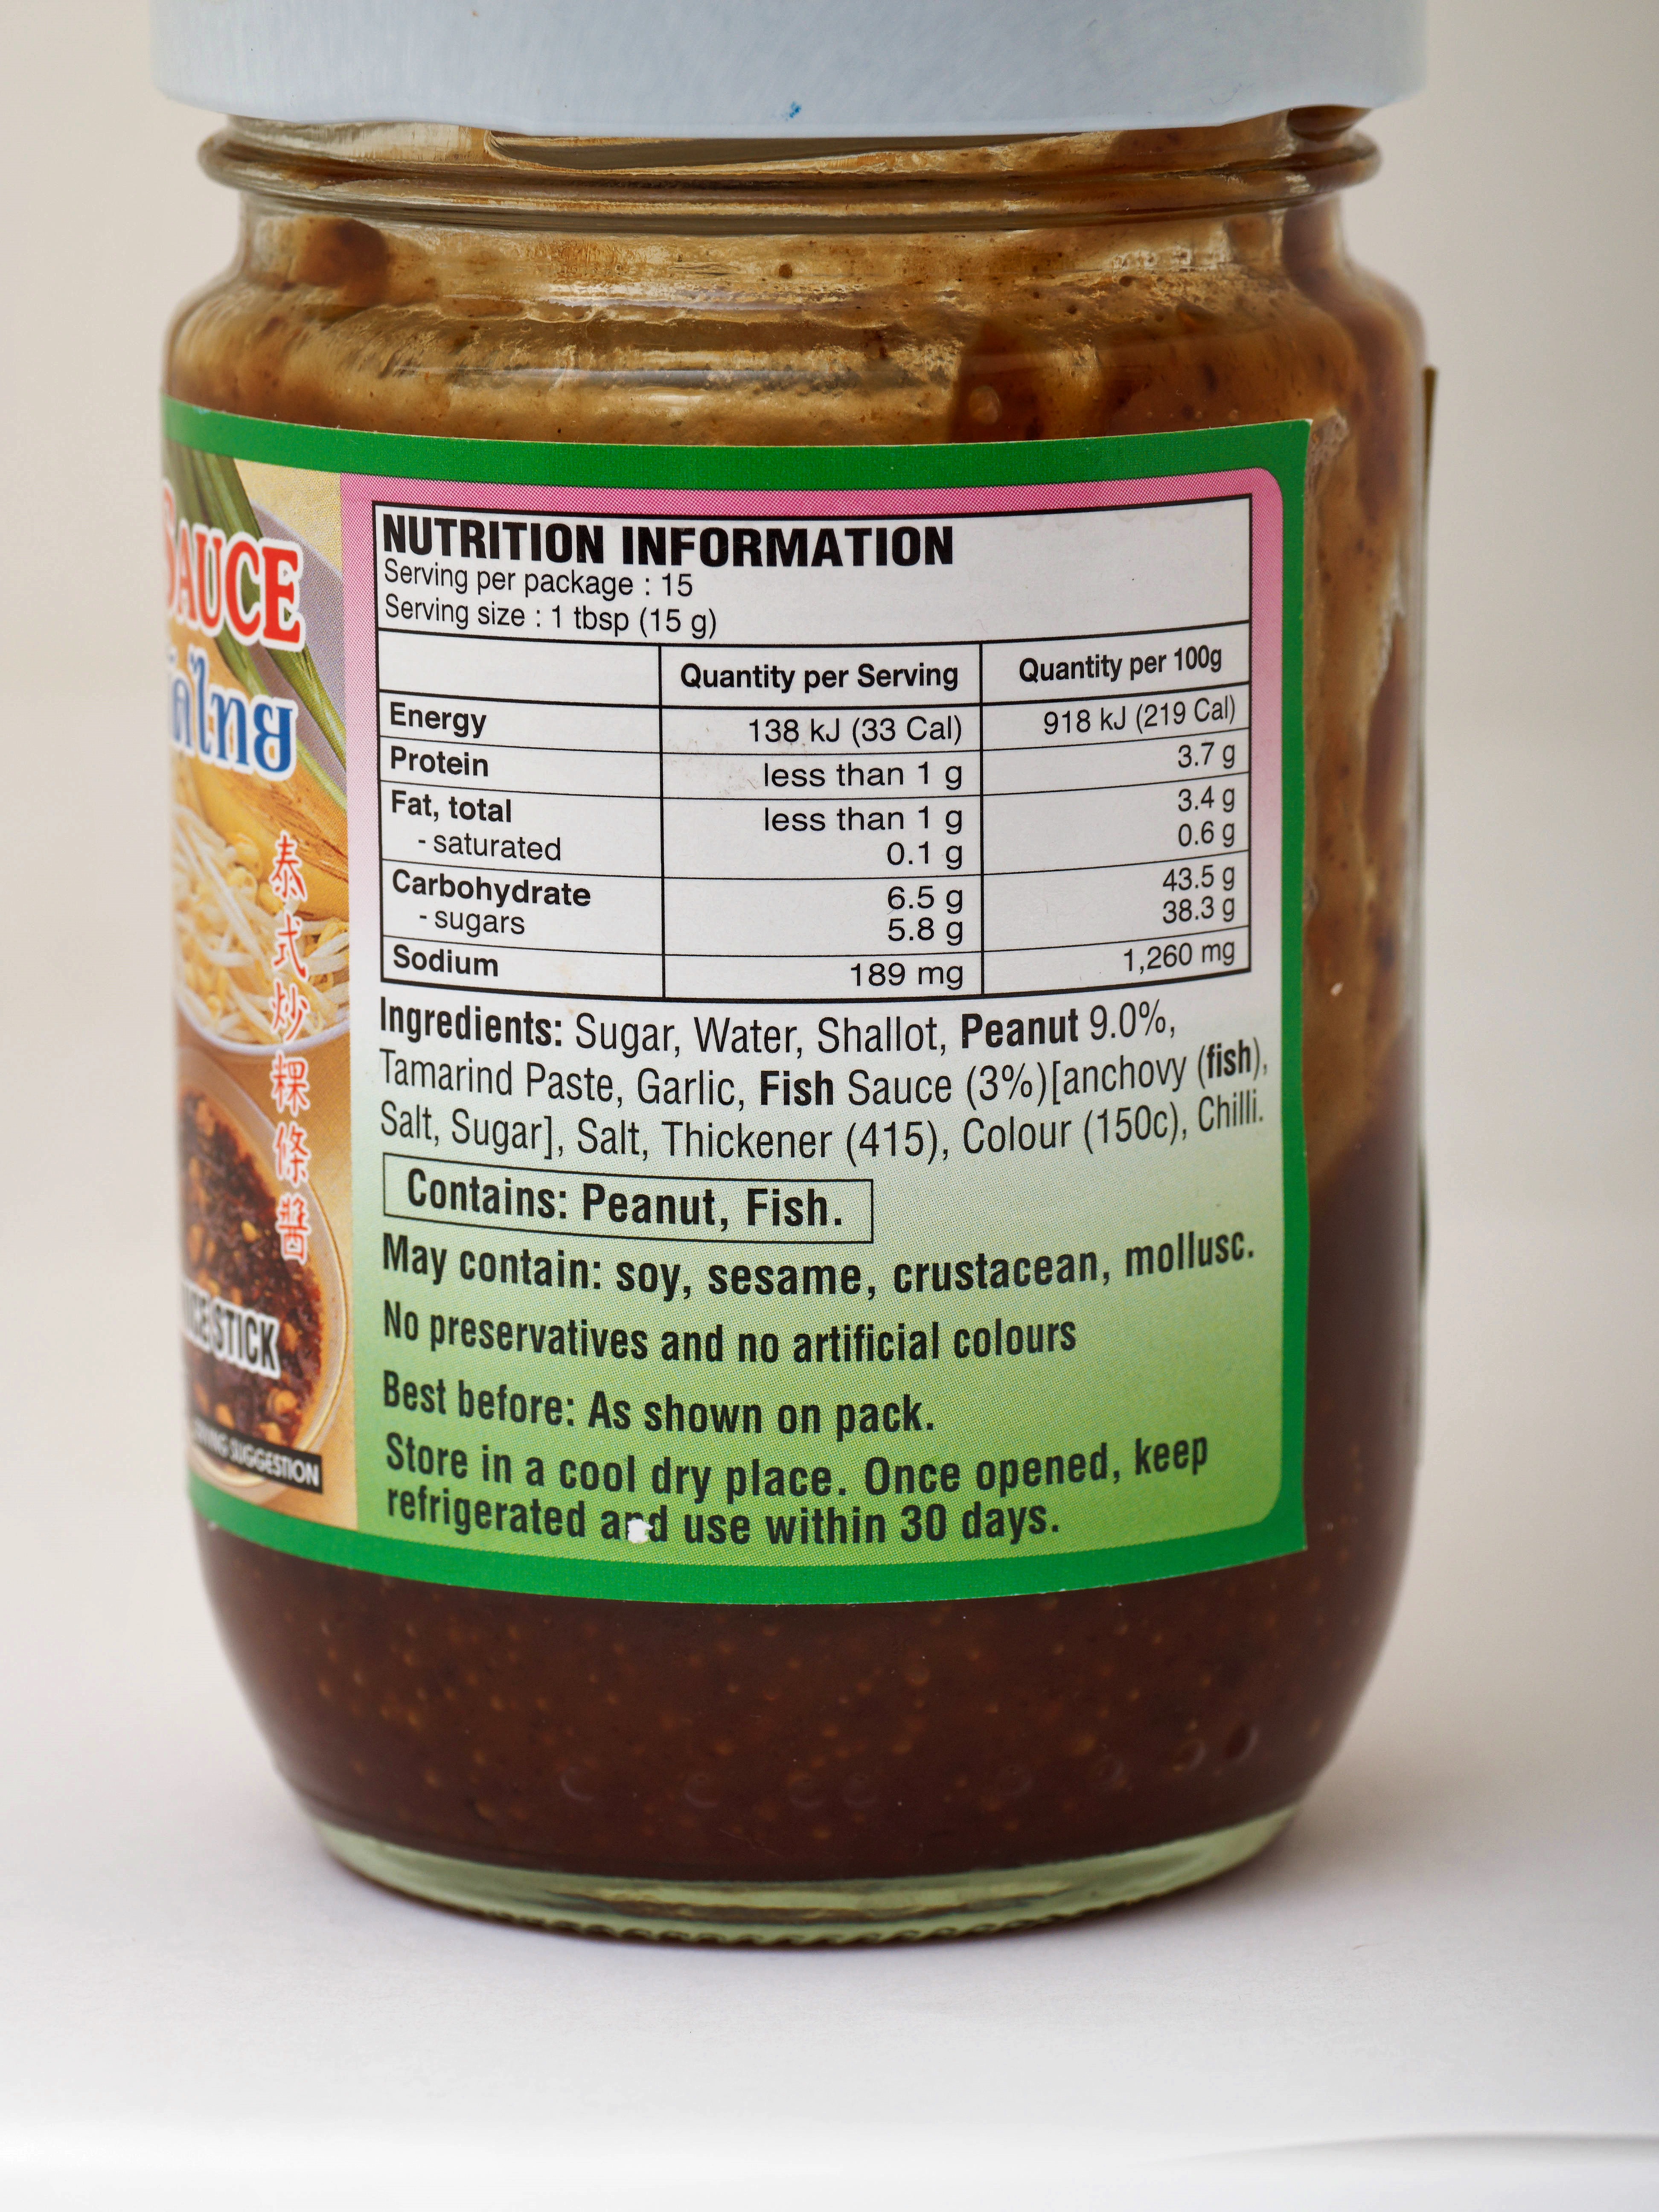 SAUCE
ไทย
泰式炒粿條醬
STICK
SUGGESTION
NUTRITION INFORMATION
Serving per package : 15
Serving size : 1 tbsp (15 g)
Quantity per Serving Quantity per 100g
Energy 138 kJ (33 Cal) 918 kJ (219 Cal)
Protein less than 1 g 3.7 g
Fat, total less than 1 g 3.4 g
- saturated 0.1 g 0.6 g
Carbohydrate 6.5 g 43.5 g
- sugars 5.8 g 38.3 g
Sodium 189 mg 1,260 mg
Ingredients: Sugar, Water, Shallot, Peanut 9.0%,
Tamarind Paste, Garlic, Fish Sauce (3%)[anchovy (fish),
Salt, Sugar], Salt, Thickener (415), Colour (150c), Chilli.
Contains: Peanut, Fish.
May contain: soy, sesame, crustacean, mollusc.
No preservatives and no artificial colours
Best before: As shown on pack.
Store in a cool dry place. Once opened, keep
refrigerated and use within 30 days.